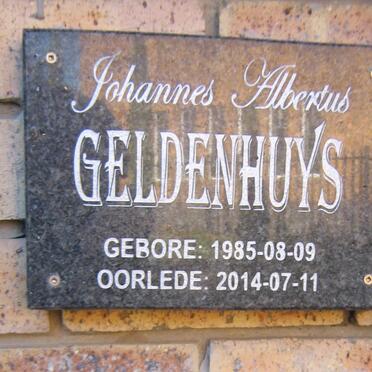 Johannes Albertus
GELDENHUYS
GEBORE: 1985-08-09
OORLEDE: 2014-07-11